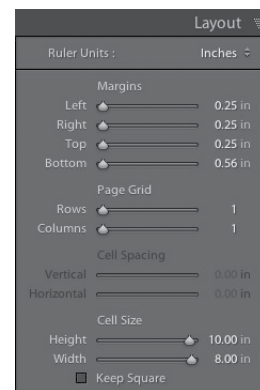 Layout
Ruler Units : Inches
Margins
Left 0.25 in
Right 0.25 in
Top 0.25 in
Bottom 0.56 in
Page Grid
Rows 1
Columns 1
Cell Spacing
Vertical 0.00 in
Horizontal 0.00 in
Cell Size
Height 10.00 in
Width 8.00 in
Keep Square